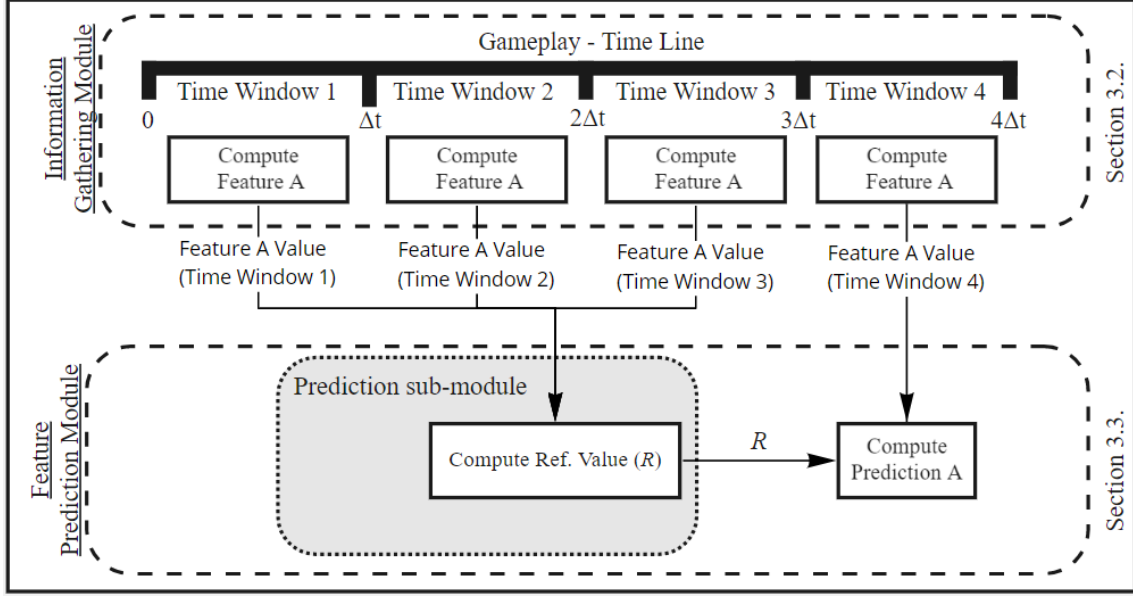 Gameplay - Time Line
Time Window 1
Time Window 2
Time Window 3
Time Window 4
0
Δt
2Δt
3Δt
4Δt
Compute
Feature A
Compute
Feature A
Compute
Feature A
Compute
Feature A
Information
Gathering Module
Section 3.2.
Feature A Value
(Time Window 1)
Feature A Value
(Time Window 2)
Feature A Value
(Time Window 3)
Feature A Value
(Time Window 4)
Feature
Prediction Module
Prediction sub-module
Compute Ref. Value (R)
R
Compute
Prediction A
Section 3.3.